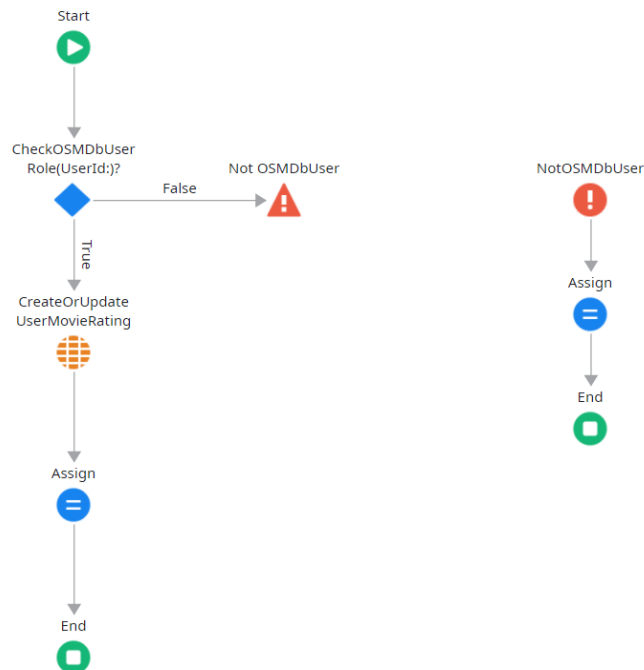 Start
CheckOSMDbUser
Role(UserId:)?
False
Not OSMDbUser
NotOSMDbUser
True
Assign
CreateOrUpdate
UserMovieRating
End
Assign
End